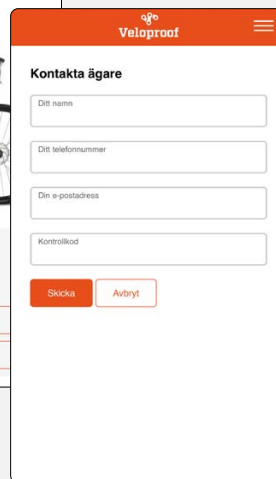 Veloproof
Kontakta ägare
Ditt namn
Ditt telefonnummer
Din e-postadress
Kontrollkod
Skicka
Avbryt